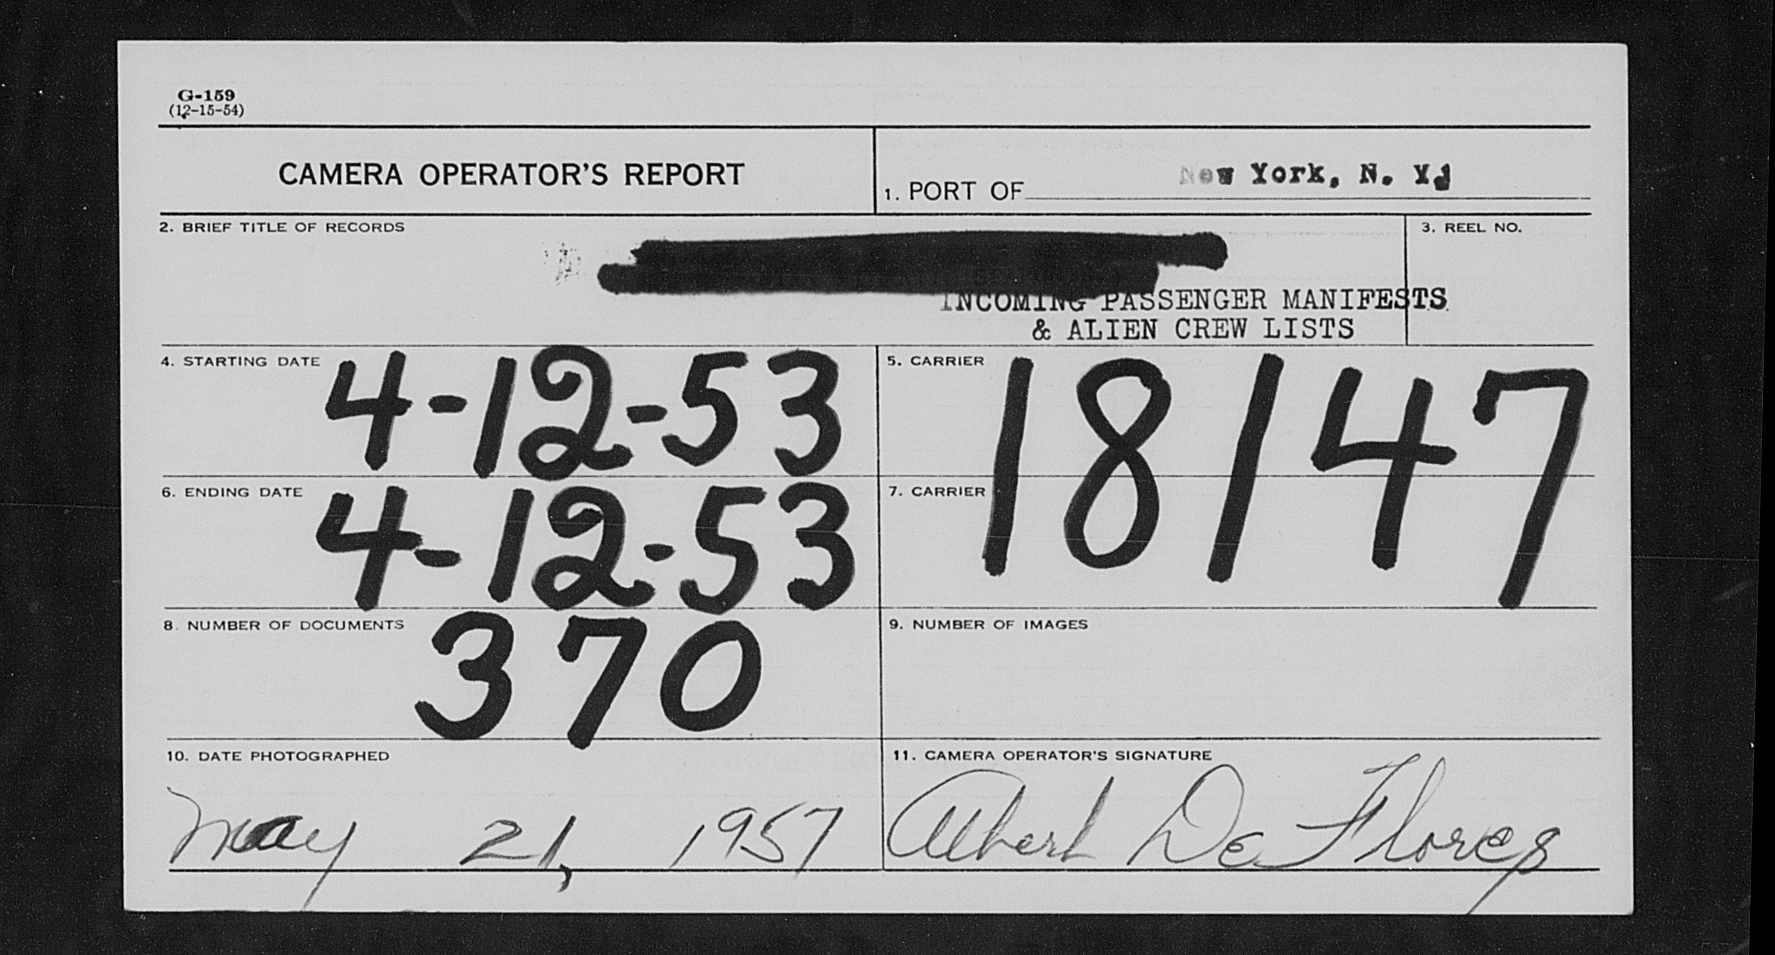 G-159
(12-15-54)
CAMERA OPERATOR'S REPORT
1. PORT OF New York, N. Y.
2. BRIEF TITLE OF RECORDS
3. REEL NO.
INCOMING PASSENGER MANIFESTS
& ALIEN CREW LISTS
4. STARTING DATE 4-12-53
5. CARRIER 18147
6. ENDING DATE 4-12-53
7. CARRIER
8. NUMBER OF DOCUMENTS 370
9. NUMBER OF IMAGES
10. DATE PHOTOGRAPHED
11. CAMERA OPERATOR'S SIGNATURE
May 21, 1957
Albert De Flores